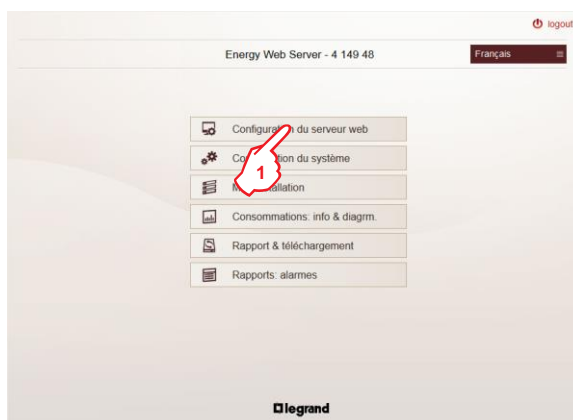 logout
Energy Web Server - 4 149 48
Français
Configuration du serveur web
du système
1
Consommations: info & diagrm.
Rapport & téléchargement
Rapports: alarmes
legrand